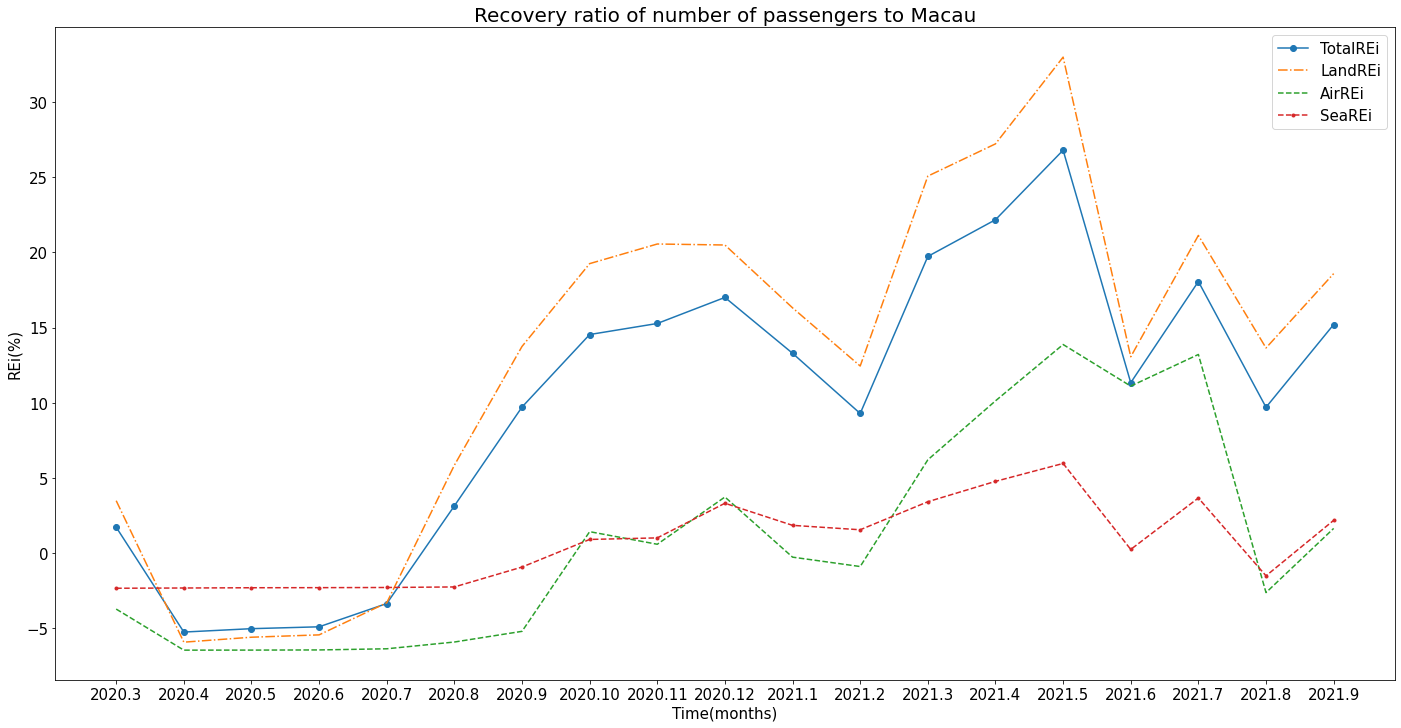 Recovery ratio of number of passengers to Macau
TotalREi
LandREi
AirREi
SeaREi
REi(%)
30
25
20
15
10
5
0
−5
2020.3 2020.4 2020.5 2020.6 2020.7 2020.8 2020.9 2020.10 2020.11 2020.12 2021.1 2021.2 2021.3 2021.4 2021.5 2021.6 2021.7 2021.8 2021.9
Time(months)